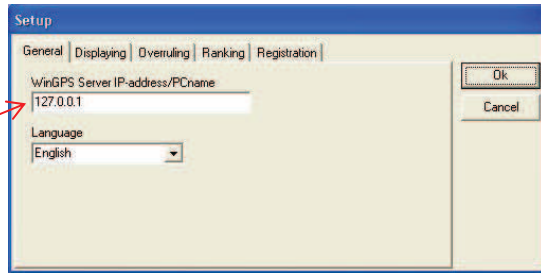 Setup
General Displaying Overruling Ranking Registration
WinGPS Server IP-address/PCname
127.0.0.1
Language
English
Ok
Cancel